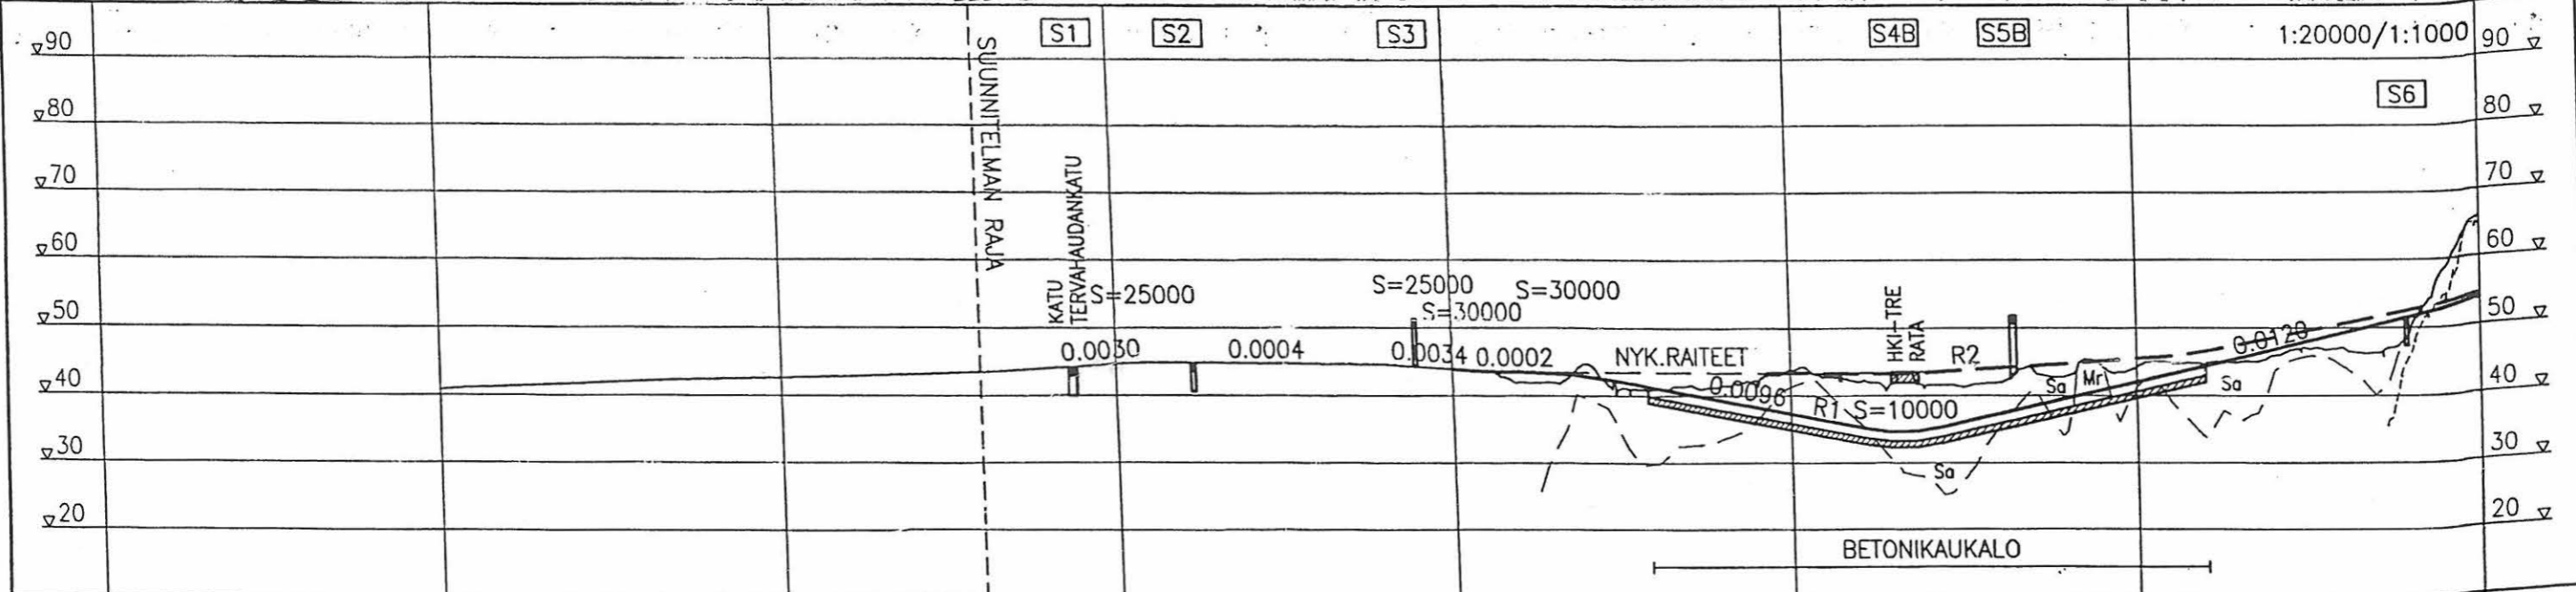 S1 S2 S3 S4B S5B 1:20000/1:1000
90 90
S6
80 80
70 70
60 60
50 50
40 40
30 30
20 20
SUUNNITELMAN RAJA
KATU
TERVAHAUDANKATU
S=25000
S=25000
S=30000
S=30000
0.0030
0.0004
0.0034
0.0002
NYK.RAITEET
0.0096
R1
S=10000
HKI-TRE
RATA
R2
Sa
Mr
Sa
Sa
0.0120
BETONIKAUKALO